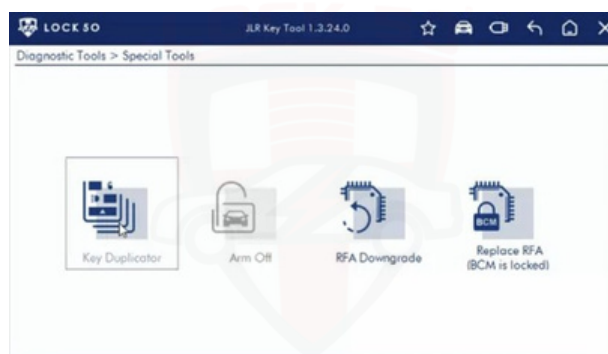 LOCK 50
JLR Key Tool 1.3.24.0
Diagnostic Tools > Special Tools
Key Duplicator
Arm Off
RFA Downgrade
Replace RFA
(BCM is locked)
BCM